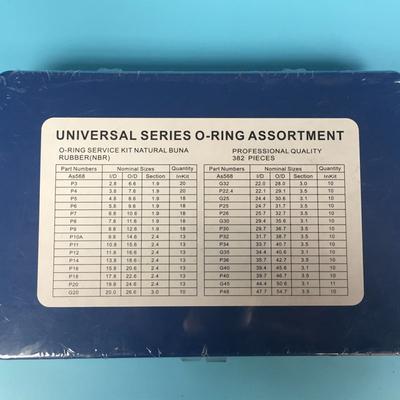 UNIVERSAL SERIES O-RING ASSORTMENT
O-RING SERVICE KIT NATURAL BUNA
RUBBER(NBR)
PROFESSIONAL QUALITY
382 PIECES
Part Numbers Nominal Sizes Quantity
As568 I/D O/D Section InKit
P3 2.8 6.6 1.9 20
P4 3.8 7.8 1.9 20
P5 4.8 8.6 1.9 18
P6 5.8 9.6 1.9 18
P7 6.8 10.6 1.9 18
P8 7.8 11.6 1.9 18
P9 8.8 12.6 1.9 18
P10A 9.8 14.6 2.4 13
P11 10.8 15.6 2.4 13
P12 11.8 16.6 2.4 13
P14 13.8 18.6 2.4 13
P16 15.8 20.6 2.4 13
P18 17.8 22.6 2.4 13
P20 19.8 24.6 2.4 13
G20 20.0 26.6 3.0 10
Part Numbers Nominal Sizes Quantity
As568 I/D O/D Section InKit
G32 22.0 28.0 3.0 10
P22.4 22.1 29.1 3.5 10
G25 24.4 30.6 3.1 10
P25 24.7 31.7 3.5 10
P26 25.7 32.7 3.5 10
G30 29.4 35.6 3.1 10
P30 29.7 36.7 3.5 10
P32 31.7 38.7 3.5 10
P34 33.7 40.7 3.5 10
G35 34.4 40.6 3.1 10
P36 35.7 42.7 3.5 10
G40 39.4 45.6 3.1 10
P40 39.7 46.7 3.5 10
G45 44.4 50.6 3.1 11
P48 47.7 54.7 3.5 10